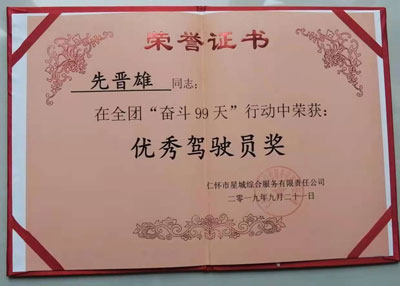 荣誉证书
先晋雄 同志：
在全团“奋斗99天”行动中荣获：
优秀驾驶员奖
仁怀市星城综合服务有限责任公司
二零一九年九月二十一日